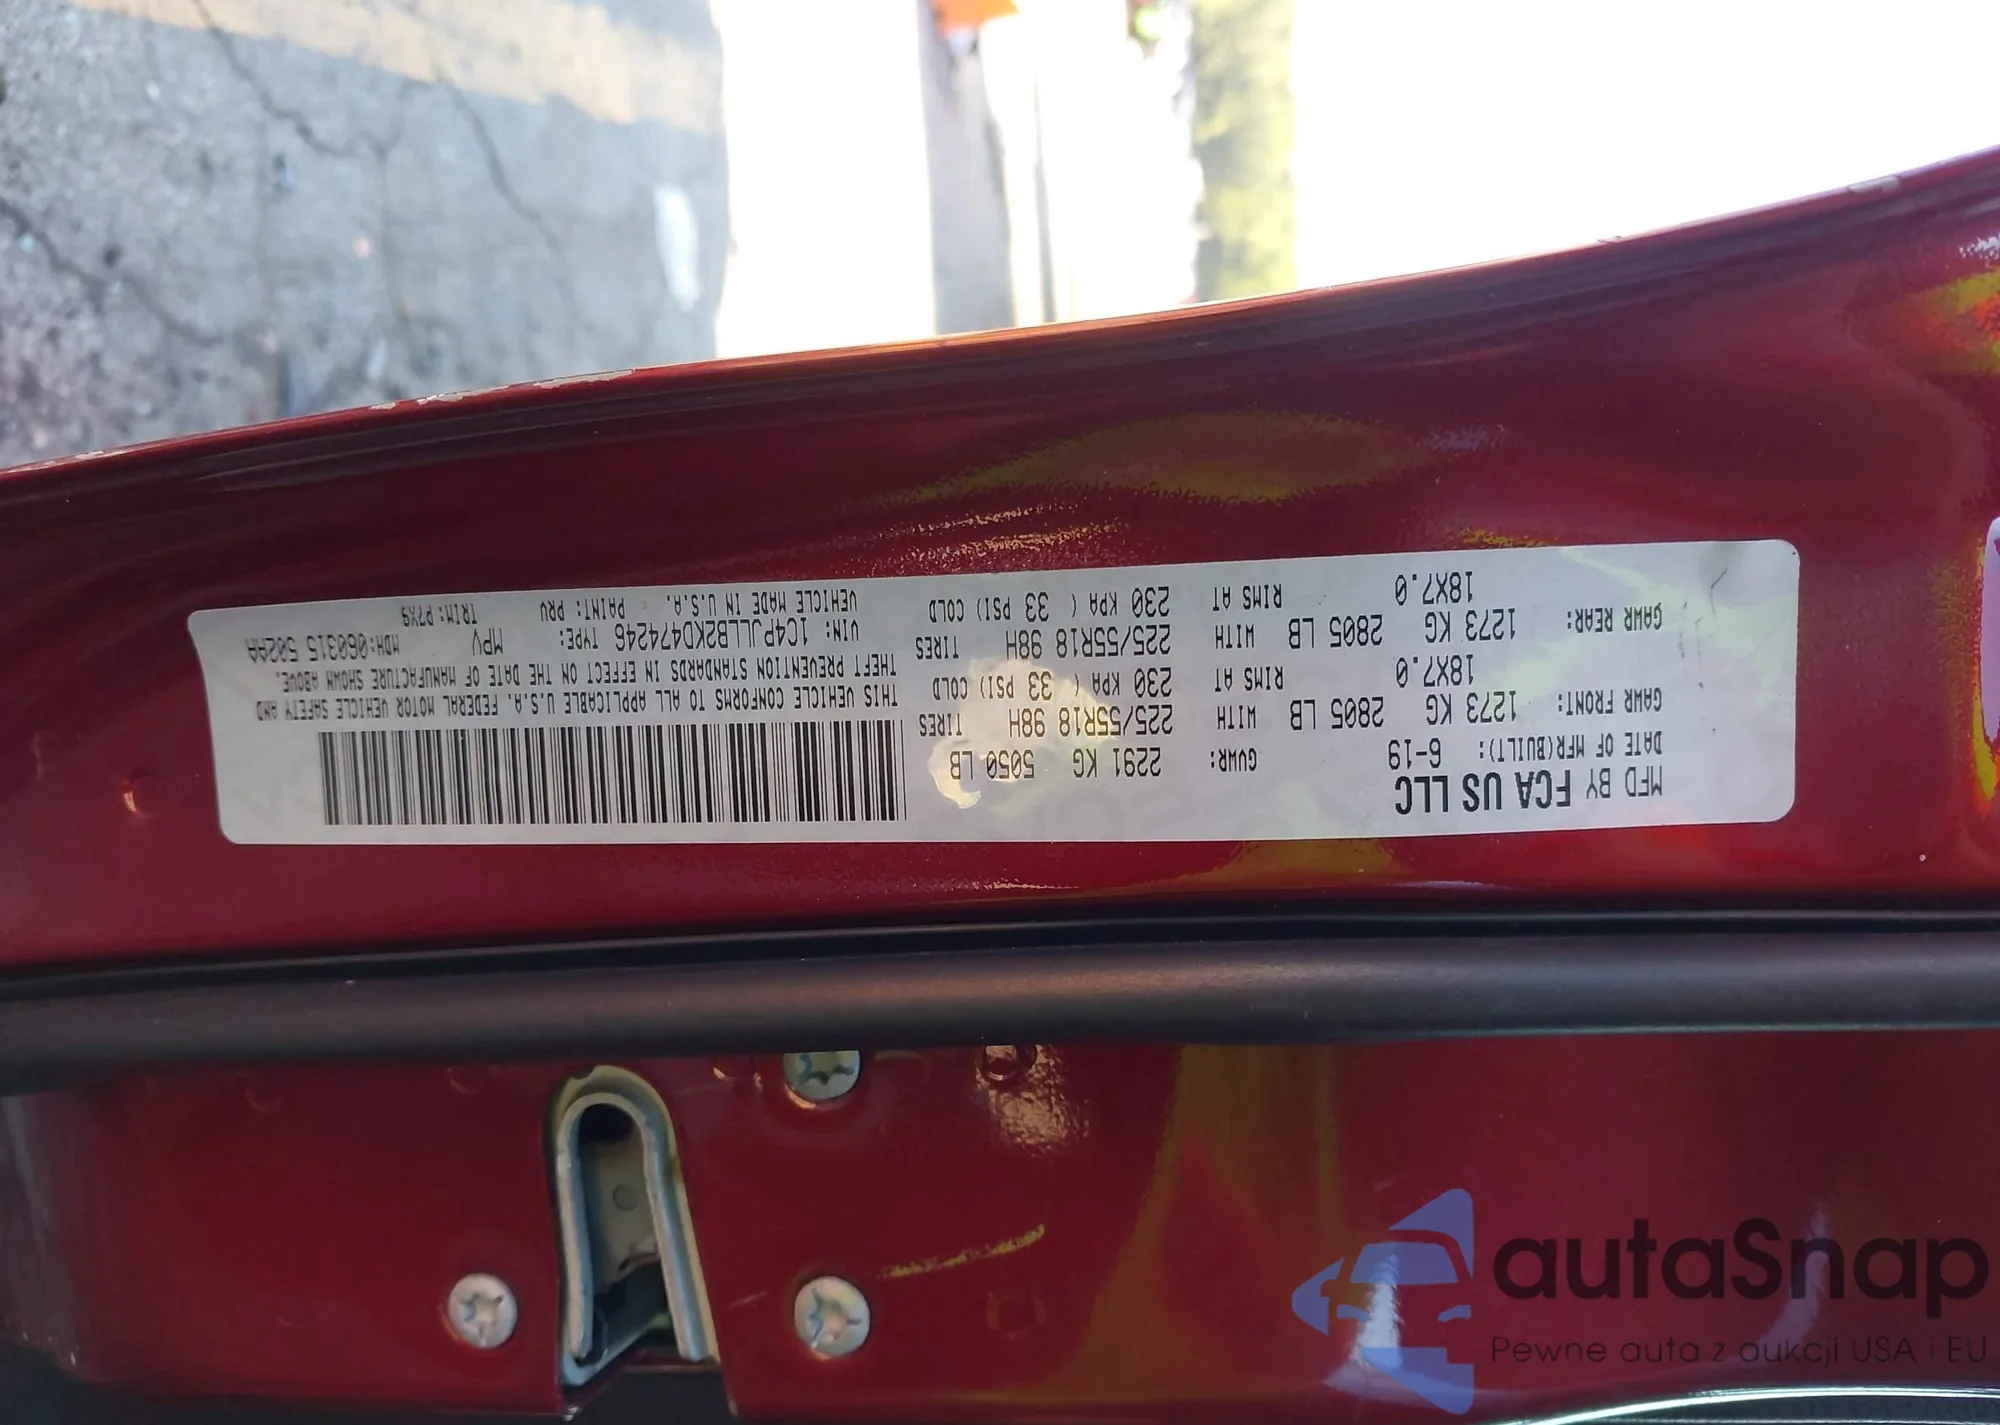 MFD BY FCA US LLC
DATE OF MFR(BUILT): 6-19 GVWR: 2291 KG 5050 LB
GAWR FRONT: 1273 KG 2805 LB WITH 225/55R18 98H TIRES
18X7.0 RIMS AT 230 KPA ( 33 PSI) COLD
GAWR REAR: 1273 KG 2805 LB WITH 225/55R18 98H TIRES
18X7.0 RIMS AT 230 KPA ( 33 PSI) COLD
THIS VEHICLE CONFORMS TO ALL APPLICABLE U.S.A. FEDERAL MOTOR VEHICLE SAFETY AND
THEFT PREVENTION STANDARDS IN EFFECT ON THE DATE OF MANUFACTURE SHOWN ABOVE.
VIN: 1C4PJLLB2KD474246 TYPE: MPV MDH:060315 502AA
VEHICLE MADE IN U.S.A. PAINT: PRV TRIM: P7X9
autaSnap
Pewne auta z aukcji USA i EU